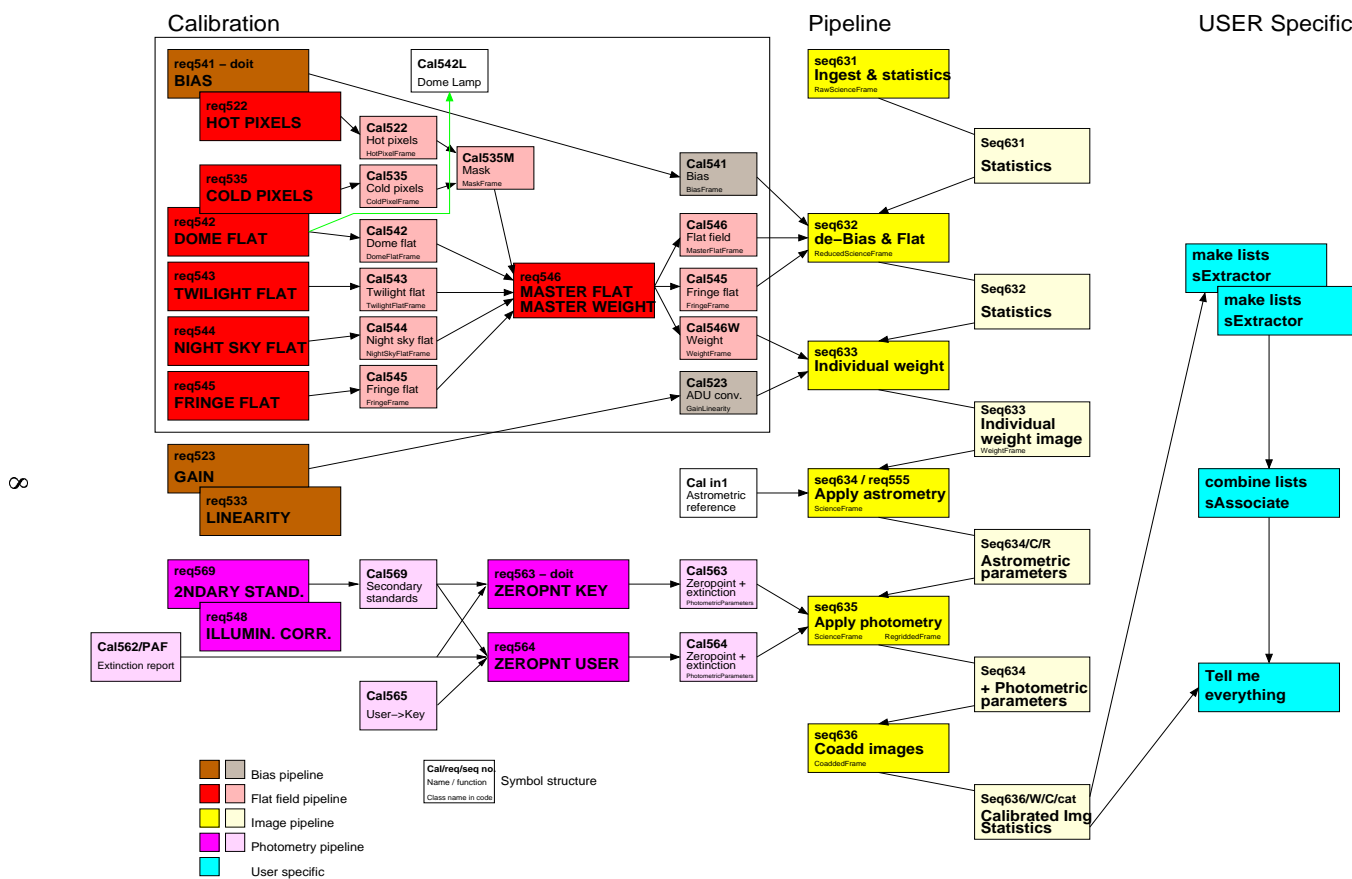 Calibration
Pipeline
USER Specific
req541 – doit
BIAS
req522
HOT PIXELS
Cal542L
Dome Lamp
Cal522
Hot pixels
HotPixelFrame
Cal535M
Mask
MaskFrame
req535
COLD PIXELS
Cal535
Cold pixels
ColdPixelFrame
req542
DOME FLAT
Cal542
Dome flat
DomeFlatFrame
req543
TWILIGHT FLAT
Cal543
Twilight flat
TwilightFlatFrame
req544
NIGHT SKY FLAT
Cal544
Night sky flat
NightSkyFlatFrame
req545
FRINGE FLAT
Cal545
Fringe flat
FringeFrame
req546
MASTER FLAT
MASTER WEIGHT
Cal541
Bias
BiasFrame
Cal546
Flat field
MasterFlatFrame
Cal545
Fringe flat
FringeFrame
Cal546W
Weight
WeightFrame
Cal523
ADU conv.
GainLinearity
req523
GAIN
req533
LINEARITY
Cal in1
Astrometric
reference
req569
2NDARY STAND.
req548
ILLUMIN. CORR.
Cal562/PAF
Extinction report
Cal569
Secondary
standards
Cal565
User–>Key
req563 – doit
ZEROPNT KEY
req564
ZEROPNT USER
Cal563
Zeropoint +
extinction
PhotometricParameters
Cal564
Zeropoint +
extinction
PhotometricParameters
seq631
Ingest & statistics
RawScienceFrame
Seq631
Statistics
seq632
de–Bias & Flat
ReducedScienceFrame
Seq632
Statistics
seq633
Individual weight
Seq633
Individual
weight image
WeightFrame
seq634 / req555
Apply astrometry
ScienceFrame
Seq634/C/R
Astrometric
parameters
seq635
Apply photometry
ScienceFrame RegriddedFrame
Seq634
+ Photometric
parameters
seq636
Coadd images
CoaddedFrame
Seq636/W/C/cat
Calibrated Img
Statistics
make lists
sExtractor
make lists
sExtractor
combine lists
sAssociate
Tell me
everything
Bias pipeline
Flat field pipeline
Image pipeline
Photometry pipeline
User specific
Cal/req/seq no.
Name / function
Class name in code
Symbol structure
8